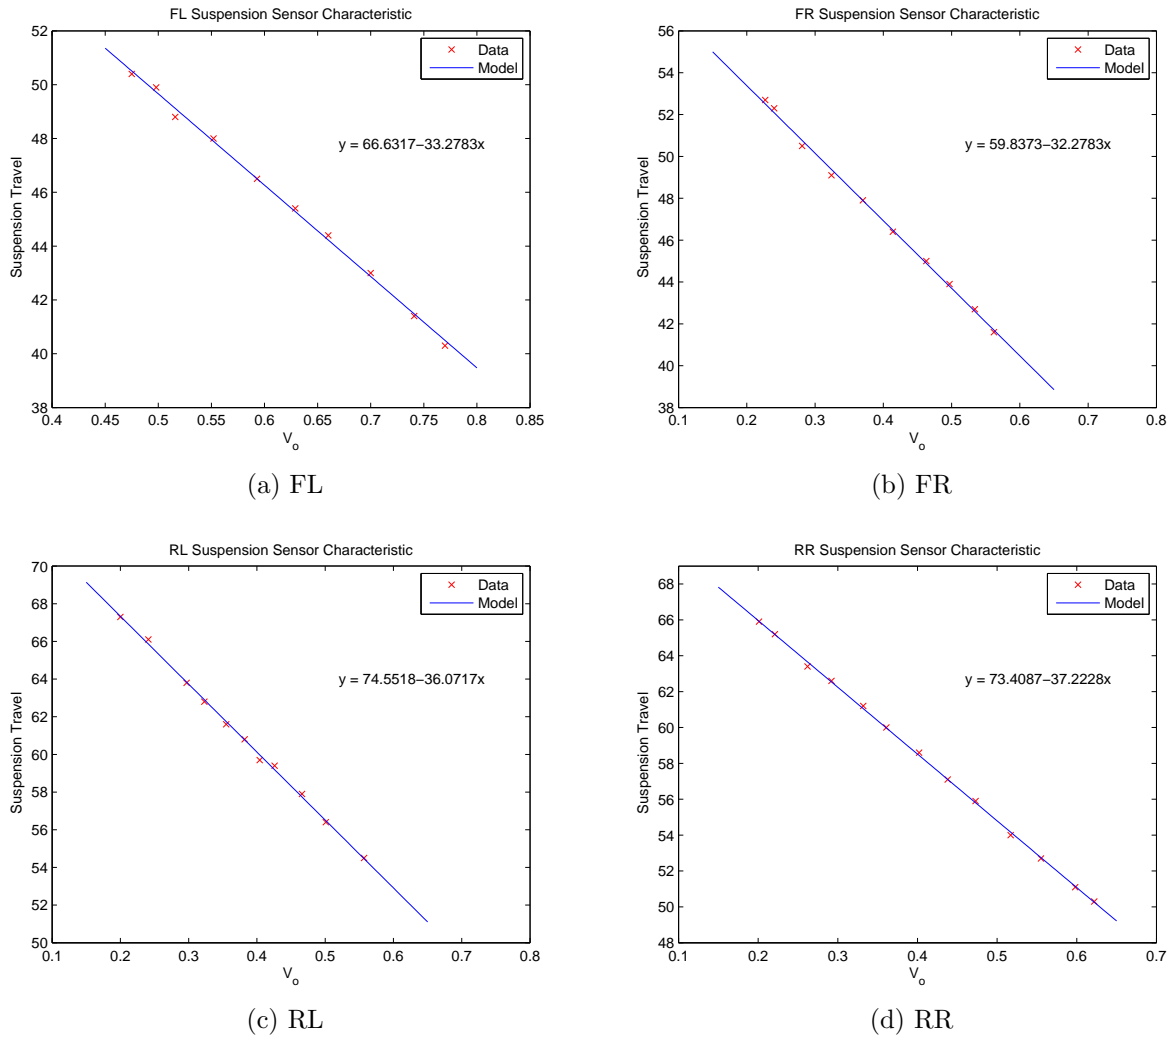 FL Suspension Sensor Characteristic
52
50
48
46
44
42
40
38
0.4 0.45 0.5 0.55 0.6 0.65 0.7 0.75 0.8 0.85
Suspension Travel
V_o
Data
Model
y = 66.6317−33.2783x
(a) FL
FR Suspension Sensor Characteristic
56
54
52
50
48
46
44
42
40
38
0.1 0.2 0.3 0.4 0.5 0.6 0.7 0.8
Suspension Travel
V_o
Data
Model
y = 59.8373−32.2783x
(b) FR
RL Suspension Sensor Characteristic
70
68
66
64
62
60
58
56
54
52
50
0.1 0.2 0.3 0.4 0.5 0.6 0.7 0.8
Suspension Travel
V_o
Data
Model
y = 74.5518−36.0717x
(c) RL
RR Suspension Sensor Characteristic
68
66
64
62
60
58
56
54
52
50
48
0.1 0.2 0.3 0.4 0.5 0.6 0.7
Suspension Travel
V_o
Data
Model
y = 73.4087−37.2228x
(d) RR